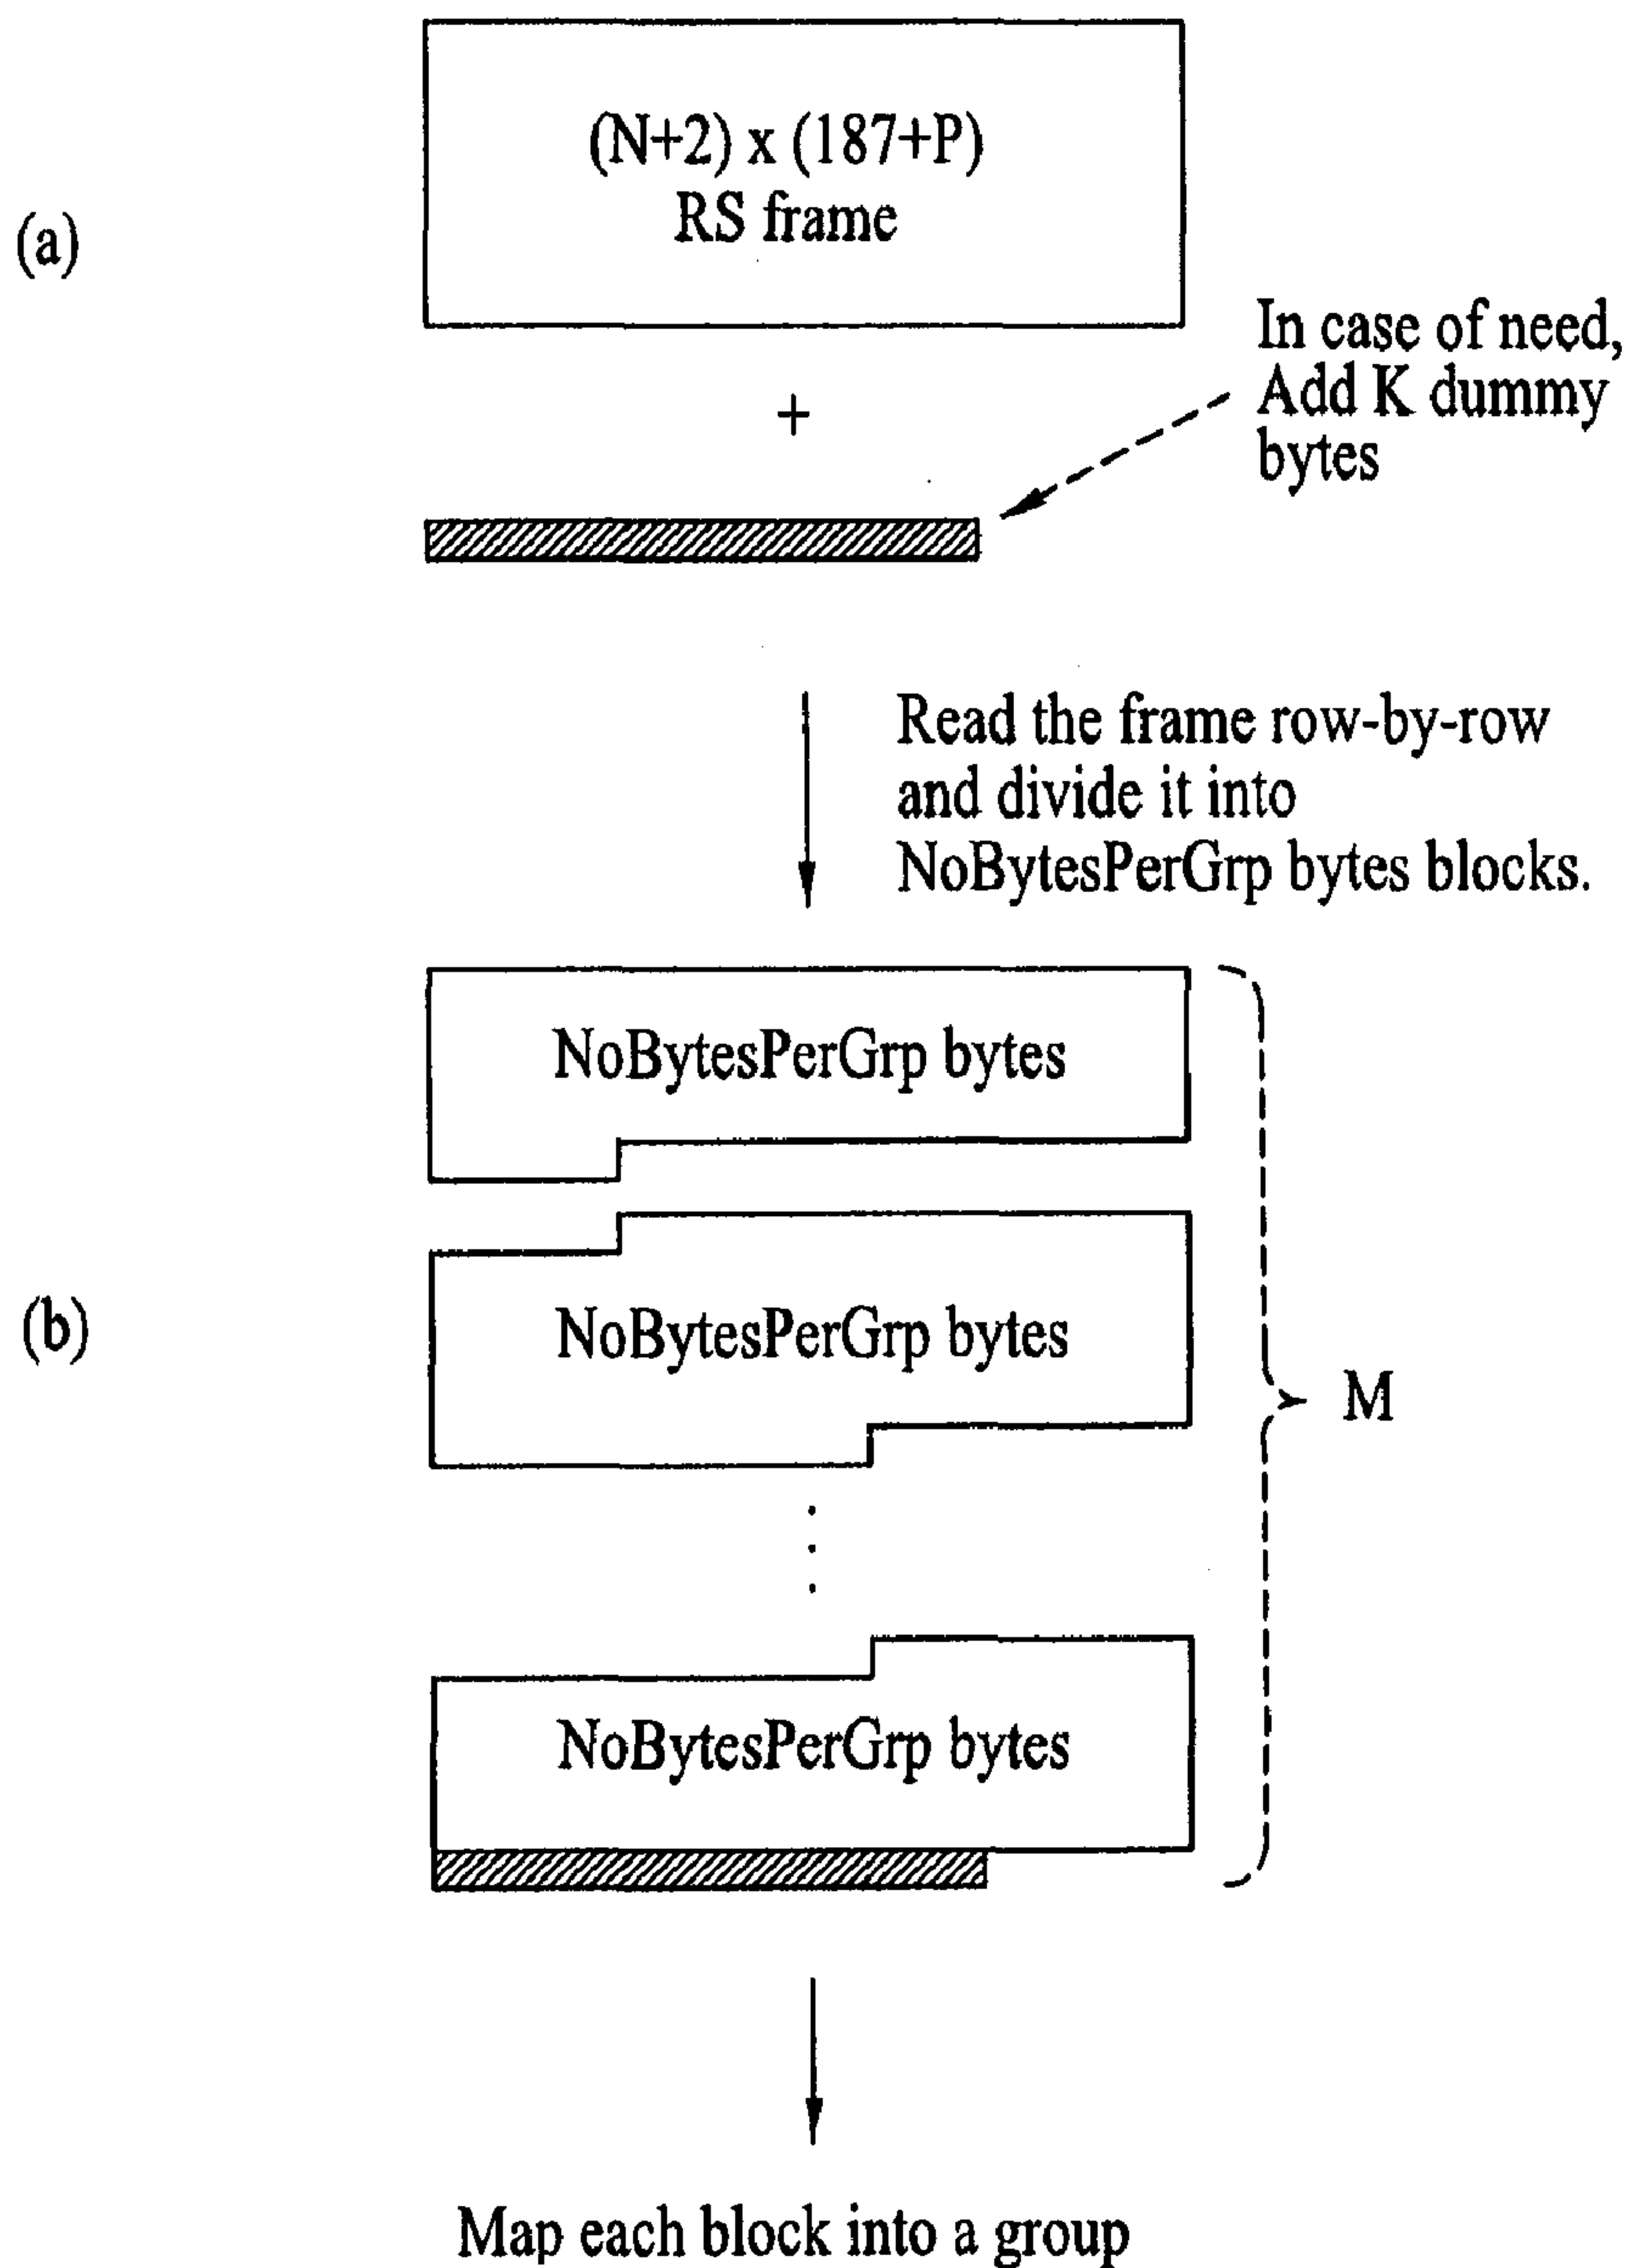 (a)
(N+2) x (187+P)
RS frame
+
In case of need,
Add K dummy
bytes
Read the frame row-by-row
and divide it into
NoBytesPerGrp bytes blocks.
(b)
NoBytesPerGrp bytes
NoBytesPerGrp bytes
M
NoBytesPerGrp bytes
Map each block into a group